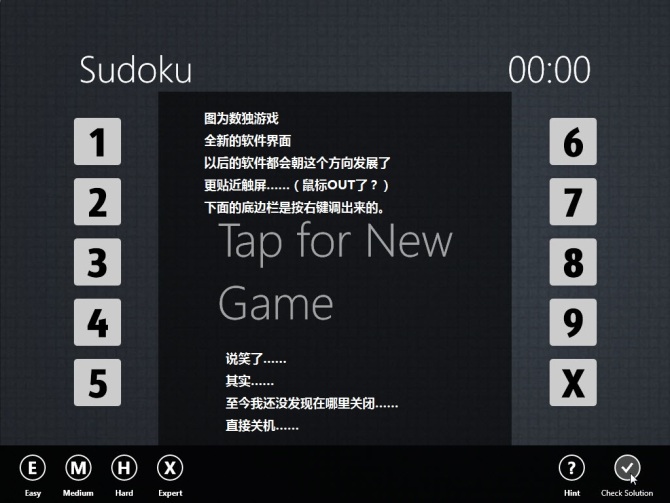 Sudoku
00:00
1
2
3
4
5
图为数独游戏
全新的软件界面
以后的软件都会朝这个方向发展了
更贴近触屏……（鼠标OUT了？）
下面的底边栏是按右键调出来的。
Tap for New
Game
说笑了……
其实……
至今我还没发现在哪里关闭……
直接关机……
6
7
8
9
X
E
M
H
X
?
Easy
Medium
Hard
Expert
Hint
Check Solution